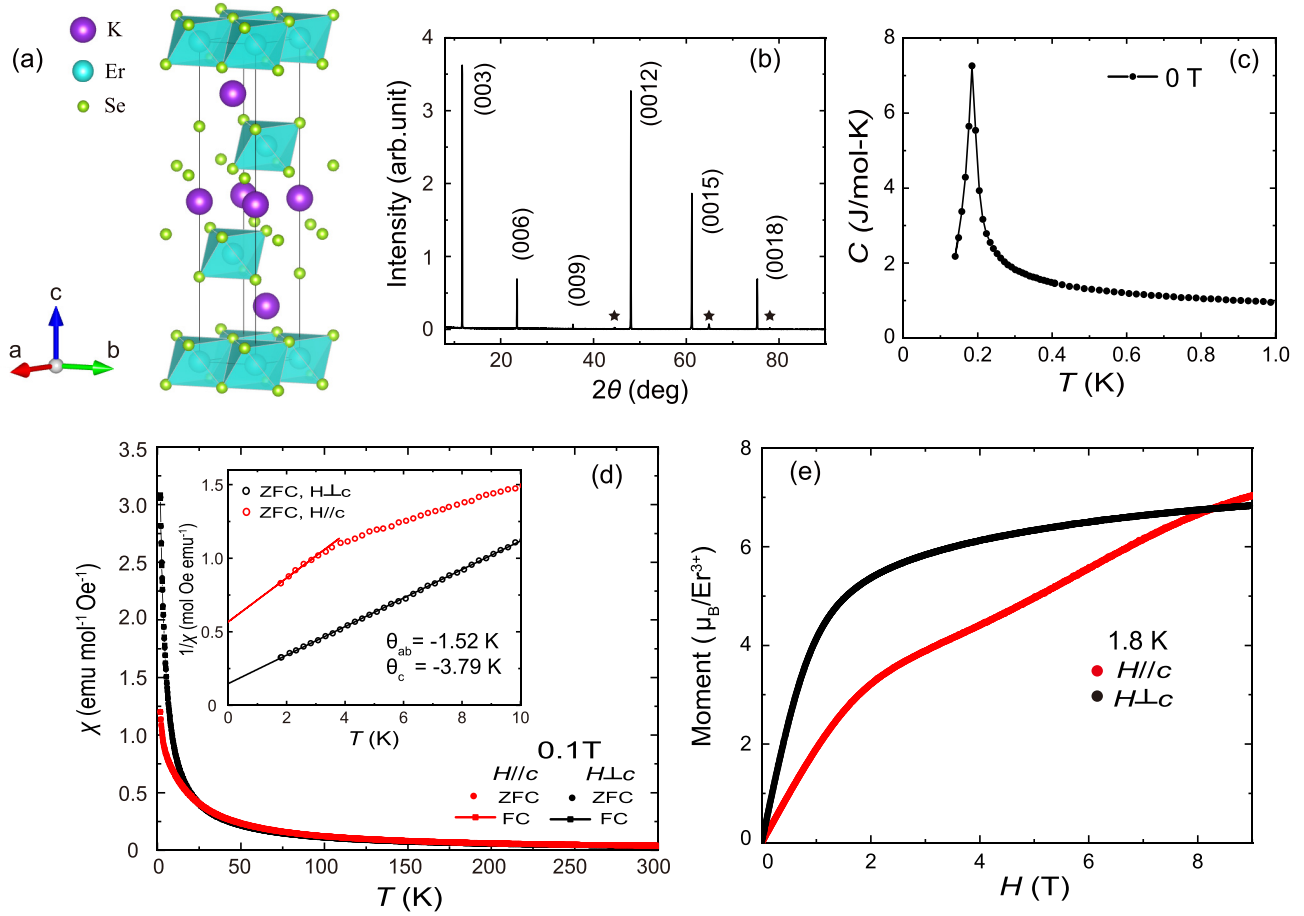 (a)
K
Er
Se
c
a
b
(b)
Intensity (arb.unit)
4
3
2
1
0
(003)
(006)
(009)
(0012)
(0015)
(0018)
20 40 60 80
2θ (deg)
(c)
0 T
C (J/mol-K)
8
6
4
2
0
0 0.2 0.4 0.6 0.8 1.0
T (K)
(d)
χ (emu mol⁻¹ Oe⁻¹)
3.5
3.0
2.5
2.0
1.5
1.0
0.5
0
0 50 100 150 200 250 300
T (K)
0.1T
H//c H⊥c
ZFC ZFC
FC FC
1/χ (mol Oe emu⁻¹)
1.5
1.0
0.5
0
ZFC, H⊥c
ZFC, H//c
θab= -1.52 K
θc = -3.79 K
0 2 4 6 8 10
T (K)
(e)
Moment ( μB/Er³⁺)
8
6
4
2
0
0 2 4 6 8
H (T)
1.8 K
H//c
H⊥c